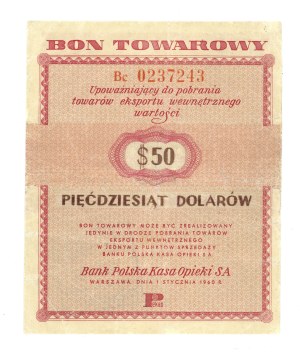 BON TOWAROWY
Bc 0237243
Upoważniający do pobrania
towarów eksportu wewnętrznego
wartości
$50
PIĘĆDZIESIĄT DOLARÓW
BON TOWAROWY MOŻE BYĆ ZREALIZOWANY
JEDYNIE W DRODZE POBRANIA TOWARÓW
EKSPORTU WEWNĘTRZNEGO
W JEDNYM Z PUNKTÓW SPRZEDAŻY
BANKU POLSKA KASA OPIEKI SA.
Bank Polska Kasa Opieki SA
WARSZAWA, DNIA 1 STYCZNIA 1960 R.